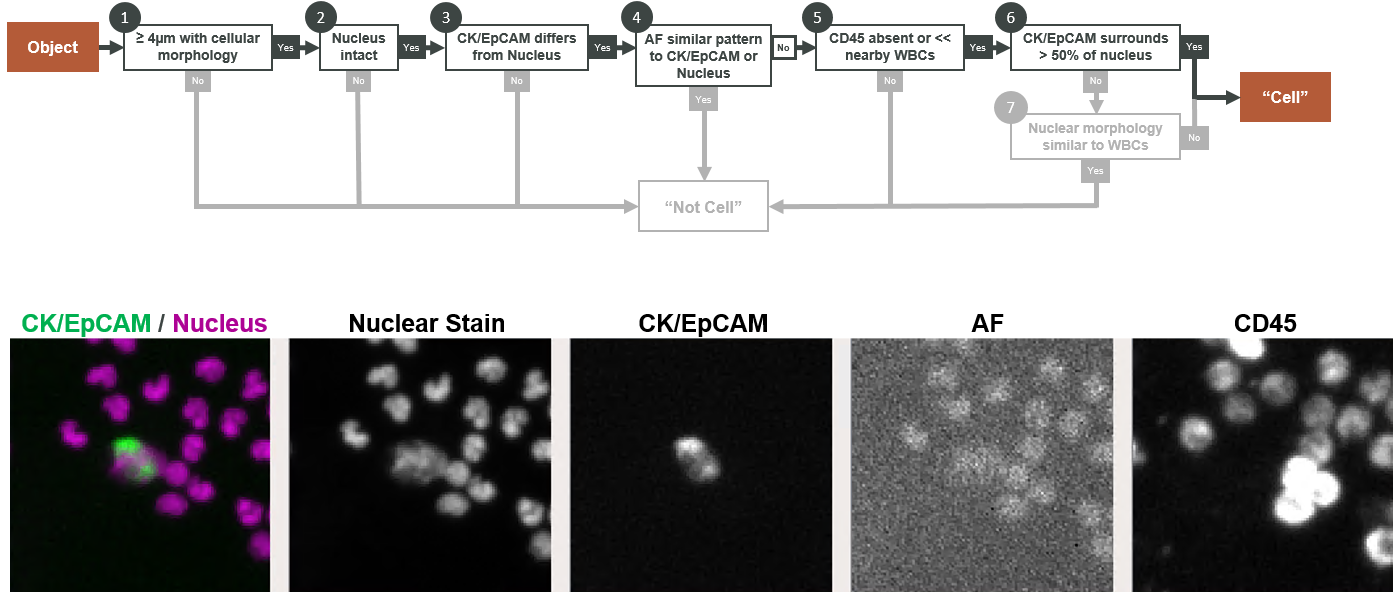 Object
1
≥ 4µm with cellular
morphology
Yes
No
2
Nucleus
intact
Yes
No
3
CK/EpCAM differs
from Nucleus
Yes
No
4
AF similar pattern
to CK/EpCAM or
Nucleus
No
Yes
5
CD45 absent or <<
nearby WBCs
Yes
No
6
CK/EpCAM surrounds
> 50% of nucleus
Yes
No
7
Nuclear morphology
similar to WBCs
No
Yes
“Cell”
“Not Cell”
CK/EpCAM / Nucleus
Nuclear Stain
CK/EpCAM
AF
CD45